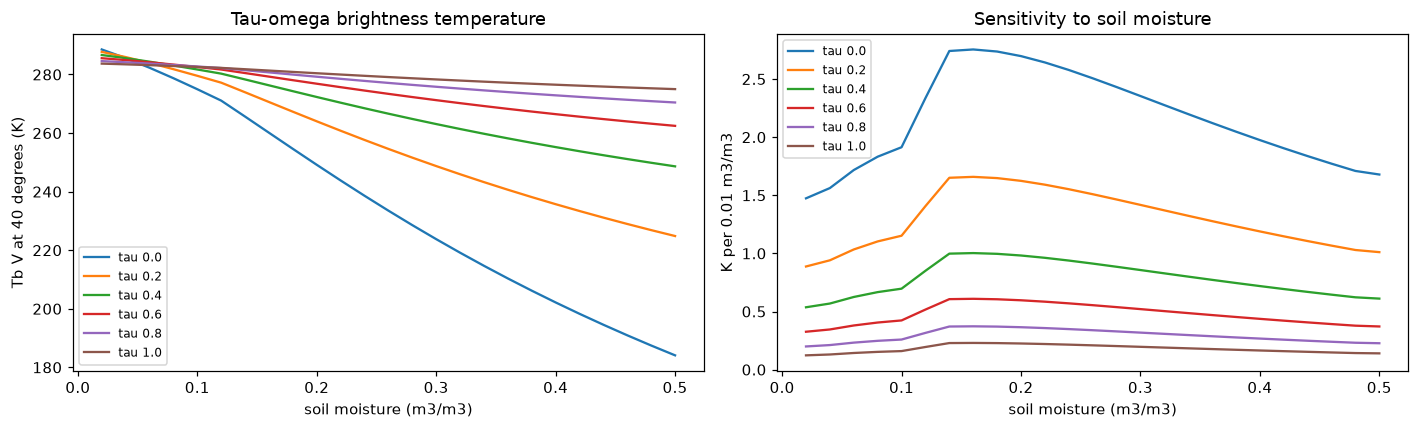 Tau-omega brightness temperature
Tb V at 40 degrees (K)
280
260
240
220
200
180
tau 0.0
tau 0.2
tau 0.4
tau 0.6
tau 0.8
tau 1.0
0.0 0.1 0.2 0.3 0.4 0.5
soil moisture (m3/m3)
Sensitivity to soil moisture
K per 0.01 m3/m3
2.5
2.0
1.5
1.0
0.5
0.0
tau 0.0
tau 0.2
tau 0.4
tau 0.6
tau 0.8
tau 1.0
0.0 0.1 0.2 0.3 0.4 0.5
soil moisture (m3/m3)